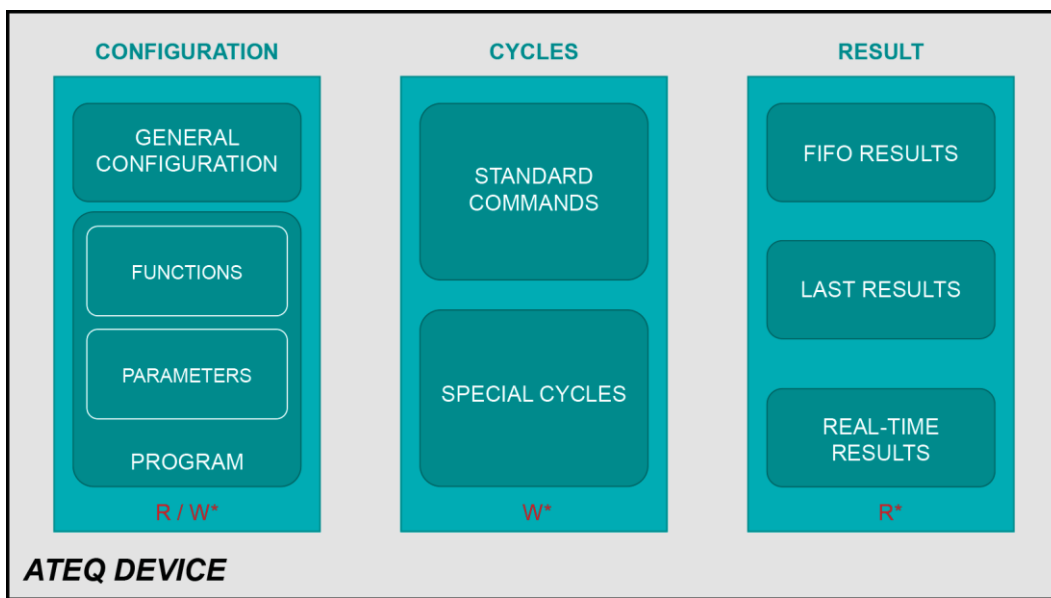 CONFIGURATION
GENERAL
CONFIGURATION
FUNCTIONS
PARAMETERS
PROGRAM
R / W*
CYCLES
STANDARD
COMMANDS
SPECIAL CYCLES
W*
RESULT
FIFO RESULTS
LAST RESULTS
REAL-TIME
RESULTS
R*
ATEQ DEVICE